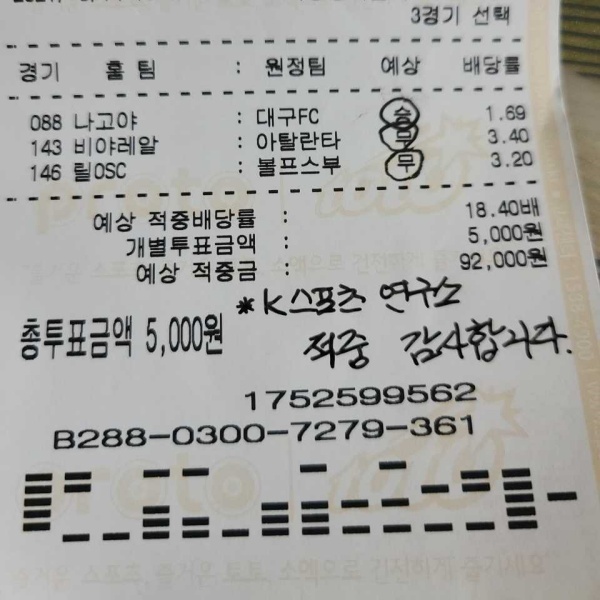 3경기 선택
경기 홈 팀 : 원정팀 예상 배당률
088 나고야 : 대구FC 승 1.69
143 비야레알 : 아탈란타 무 3.40
146 릴OSC : 볼프스부 무 3.20
예상 적중배당률 : 18.40배
개별투표금액 : 5,000원
예상 적중금 : 92,000원
*K스포츠 연구소
총투표금액 5,000원
적중 감사합니다.
1752599562
B288-0300-7279-361
proto